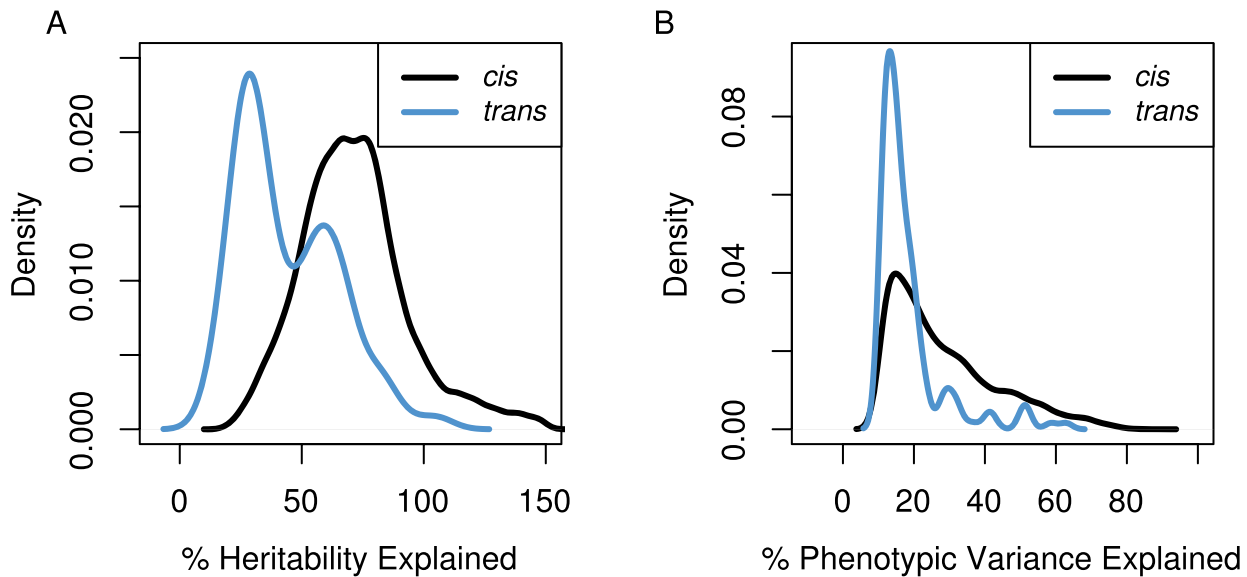 A
Density
0.000
0.010
0.020
cis
trans
0
50
100
150
% Heritability Explained
B
Density
0.00
0.04
0.08
cis
trans
0
20
40
60
80
% Phenotypic Variance Explained